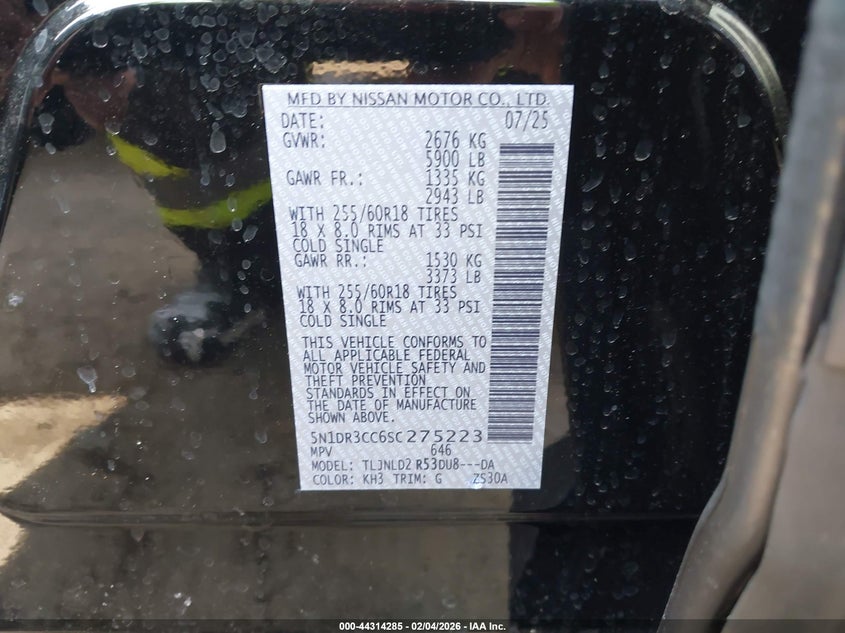 MFD BY NISSAN MOTOR CO., LTD.
DATE: 07/25
GVWR: 2676 KG
5900 LB
GAWR FR.: 1335 KG
2943 LB
WITH 255/60R18 TIRES
18 X 8.0 RIMS AT 33 PSI
COLD SINGLE
GAWR RR.: 1530 KG
3373 LB
WITH 255/60R18 TIRES
18 X 8.0 RIMS AT 33 PSI
COLD SINGLE
THIS VEHICLE CONFORMS TO
ALL APPLICABLE FEDERAL
MOTOR VEHICLE SAFETY AND
THEFT PREVENTION
STANDARDS IN EFFECT ON
THE DATE OF MANUFACTURE
SHOWN ABOVE.
5N1DR3CC6SC275223
MPV 646
MODEL: TLJNLD2 R53DU8---DA
COLOR: KH3 TRIM: G ZS30A
000-44314285 - 02/04/2026 - IAA Inc.